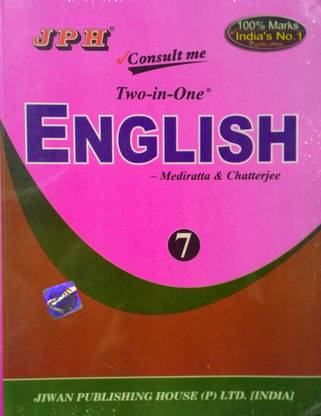 JPH®
100% Marks
India's No.1
Publication
Consult me
Two-in-One®
ENGLISH
– Mediratta & Chatterjee
7
JIWAN PUBLISHING HOUSE (P) LTD. [INDIA]